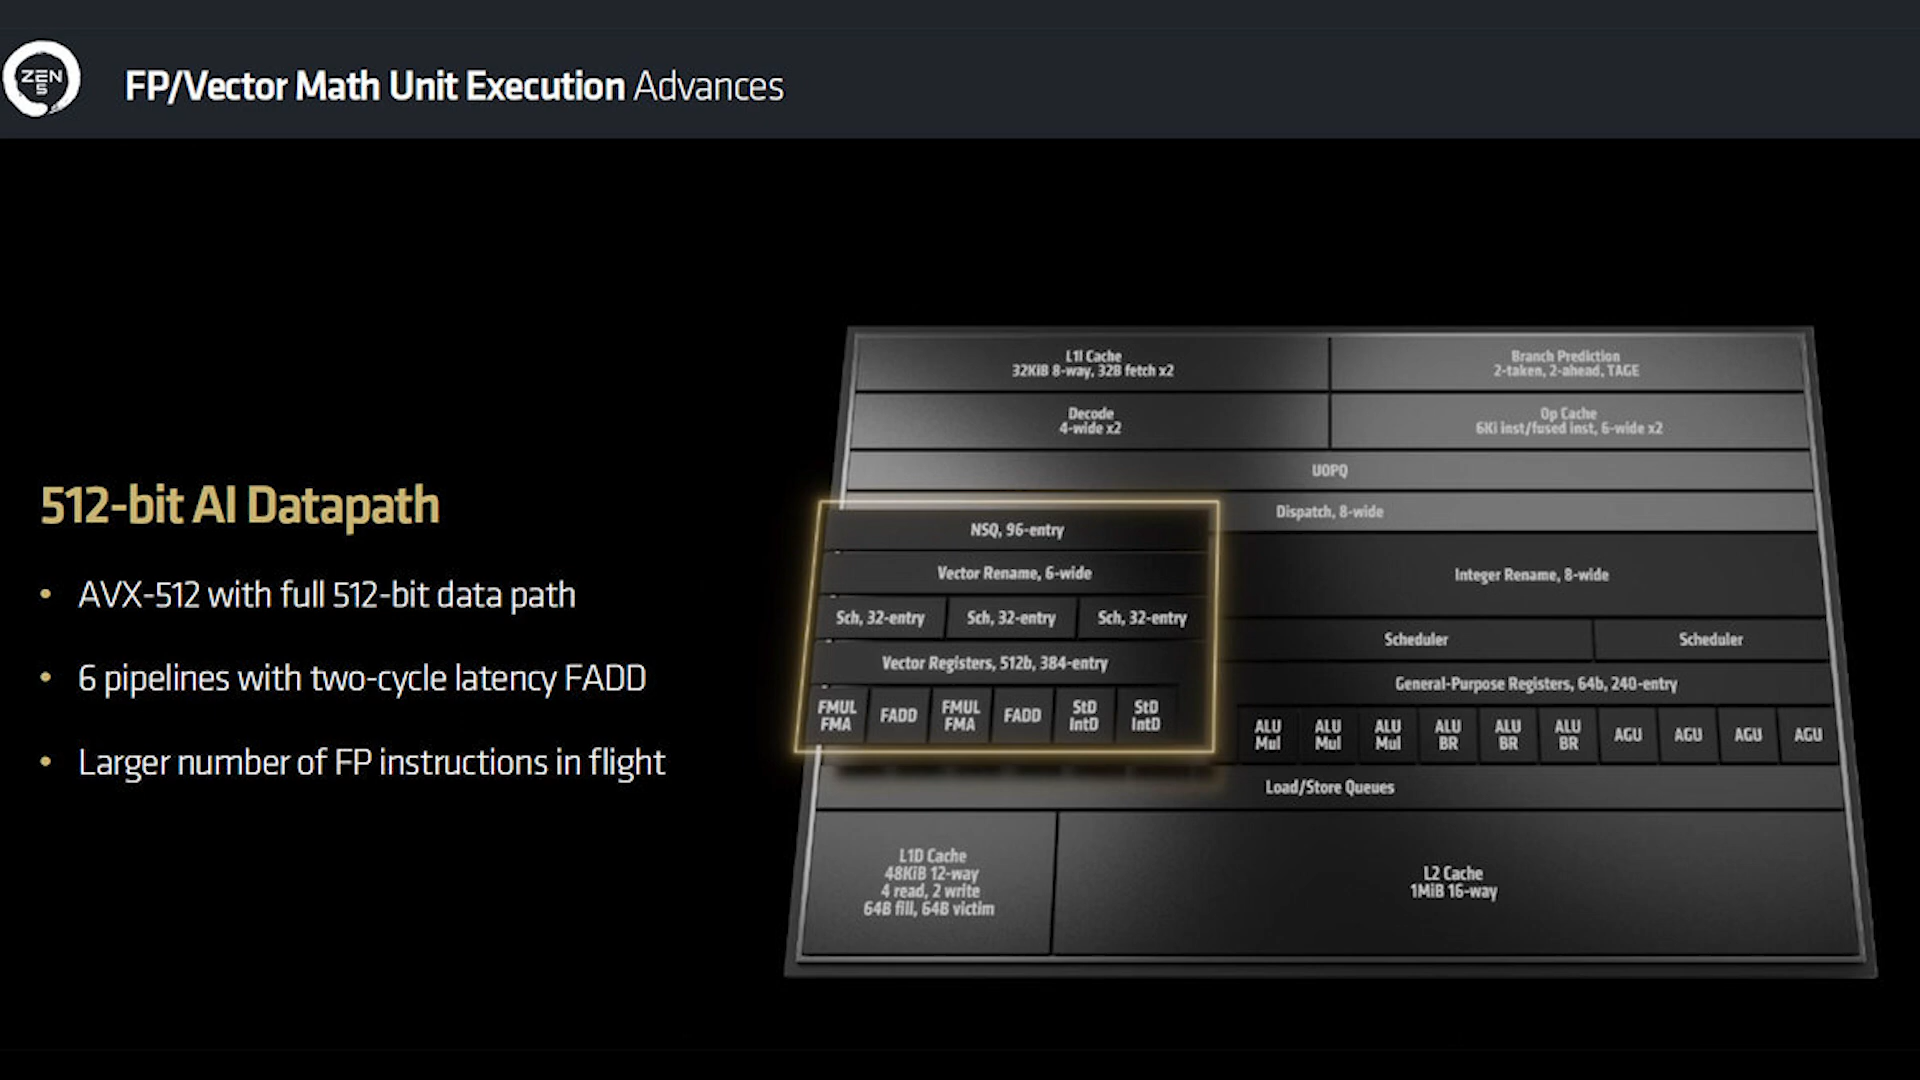 ZEN
5
FP/Vector Math Unit Execution Advances
512-bit AI Datapath
• AVX-512 with full 512-bit data path
• 6 pipelines with two-cycle latency FADD
• Larger number of FP instructions in flight
L1I Cache
32KiB 8-way, 32B fetch x2
Branch Prediction
2-taken, 2-ahead, TAGE
Decode
4-wide x2
Op Cache
6Ki inst/fused inst, 6-wide x2
UOPQ
Dispatch, 8-wide
NSQ, 96-entry
Vector Rename, 6-wide
Integer Rename, 8-wide
Sch, 32-entry Sch, 32-entry Sch, 32-entry
Scheduler Scheduler
Vector Registers, 512b, 384-entry
General-Purpose Registers, 64b, 240-entry
FMUL
FMA
FADD
FMUL
FMA
FADD
StD
IntD
StD
IntD
ALU
Mul
ALU
Mul
ALU
Mul
ALU
BR
ALU
BR
ALU
BR
AGU
AGU
AGU
AGU
Load/Store Queues
L1D Cache
48KiB 12-way
4 read, 2 write
64B fill, 64B victim
L2 Cache
1MiB 16-way